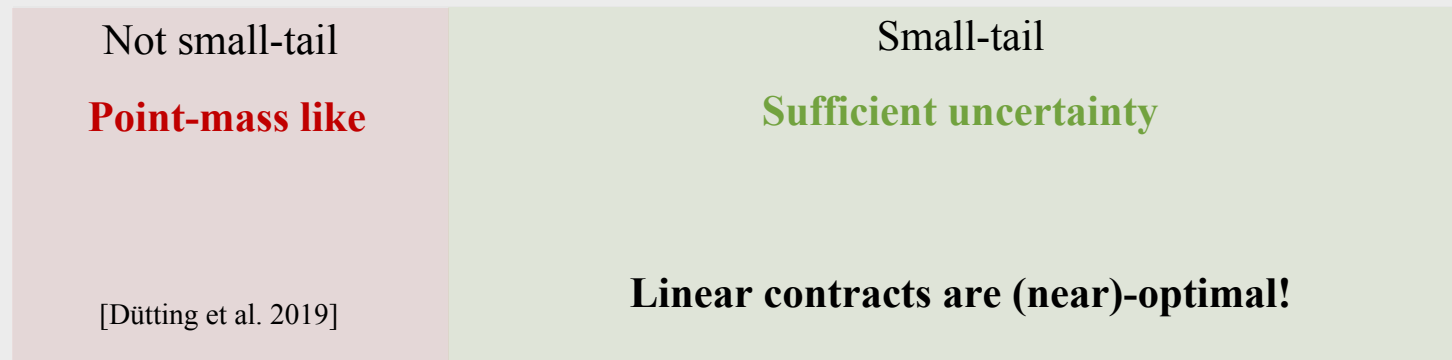 Not small-tail
Point-mass like
[Dütting et al. 2019]
Small-tail
Sufficient uncertainty
Linear contracts are (near)-optimal!